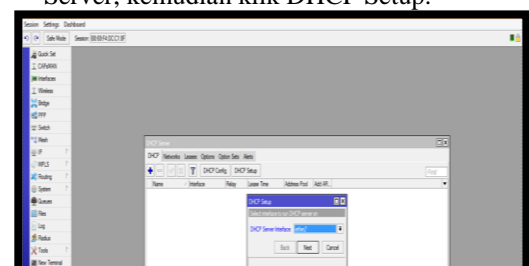 Server, kemudian klik DHCP Setup.
Session Settings Dashboard
Safe Mode Session:
Quick Set
CAPsMAN
Interfaces
Wireless
Bridge
PPP
Switch
Mesh
IP
MPLS
Routing
System
Queues
Files
Log
Radius
Tools
New Terminal
DHCP Server
DHCP Networks Leases Options Option Sets Alerts
DHCP Config DHCP Setup
Find
Name Interface Relay Lease Time Address Pool Add AR...
DHCP Setup
Select interface to run DHCP server on
DHCP Server Interface:
Back Next Cancel